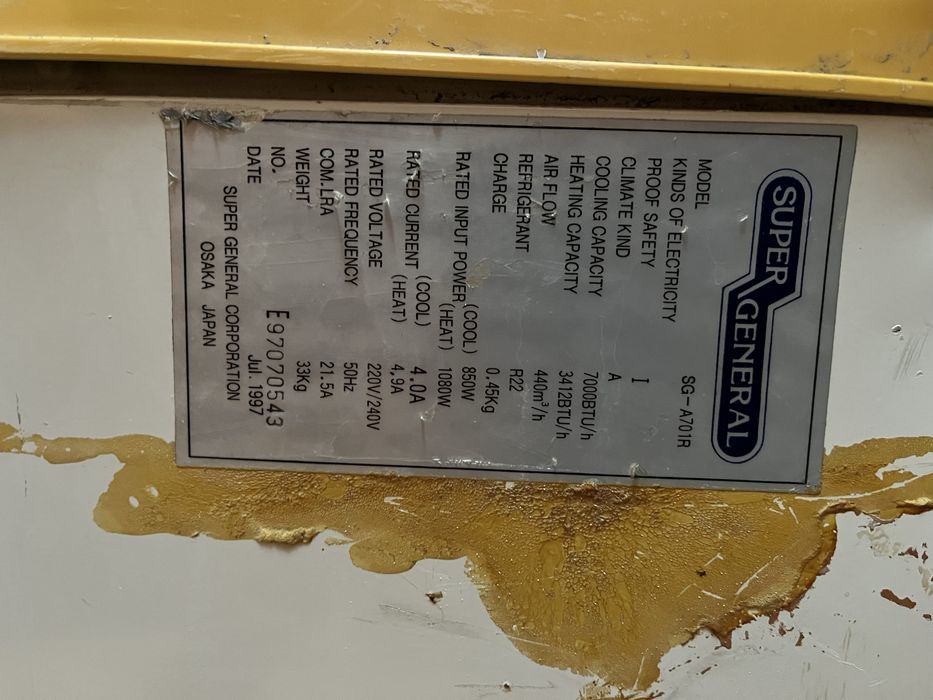 SUPER GENERAL
MODEL SG-A701R
KINDS OF ELECTRICITY
PROOF SAFETY I
CLIMATE KIND A
COOLING CAPACITY 7000BTU/h
HEATING CAPACITY 3412BTU/h
AIR FLOW 440m³/h
REFRIGERANT R22
CHARGE 0.45Kg
RATED INPUT POWER (COOL) 850W
(HEAT) 1080W
RATED CURRENT (COOL) 4.0A
(HEAT) 4.9A
RATED VOLTAGE 220V/240V
RATED FREQUENCY 50Hz
COM.LRA 21.5A
WEIGHT 33Kg
NO. E97070543
DATE Jul.1997
SUPER GENERAL CORPORATION
OSAKA JAPAN